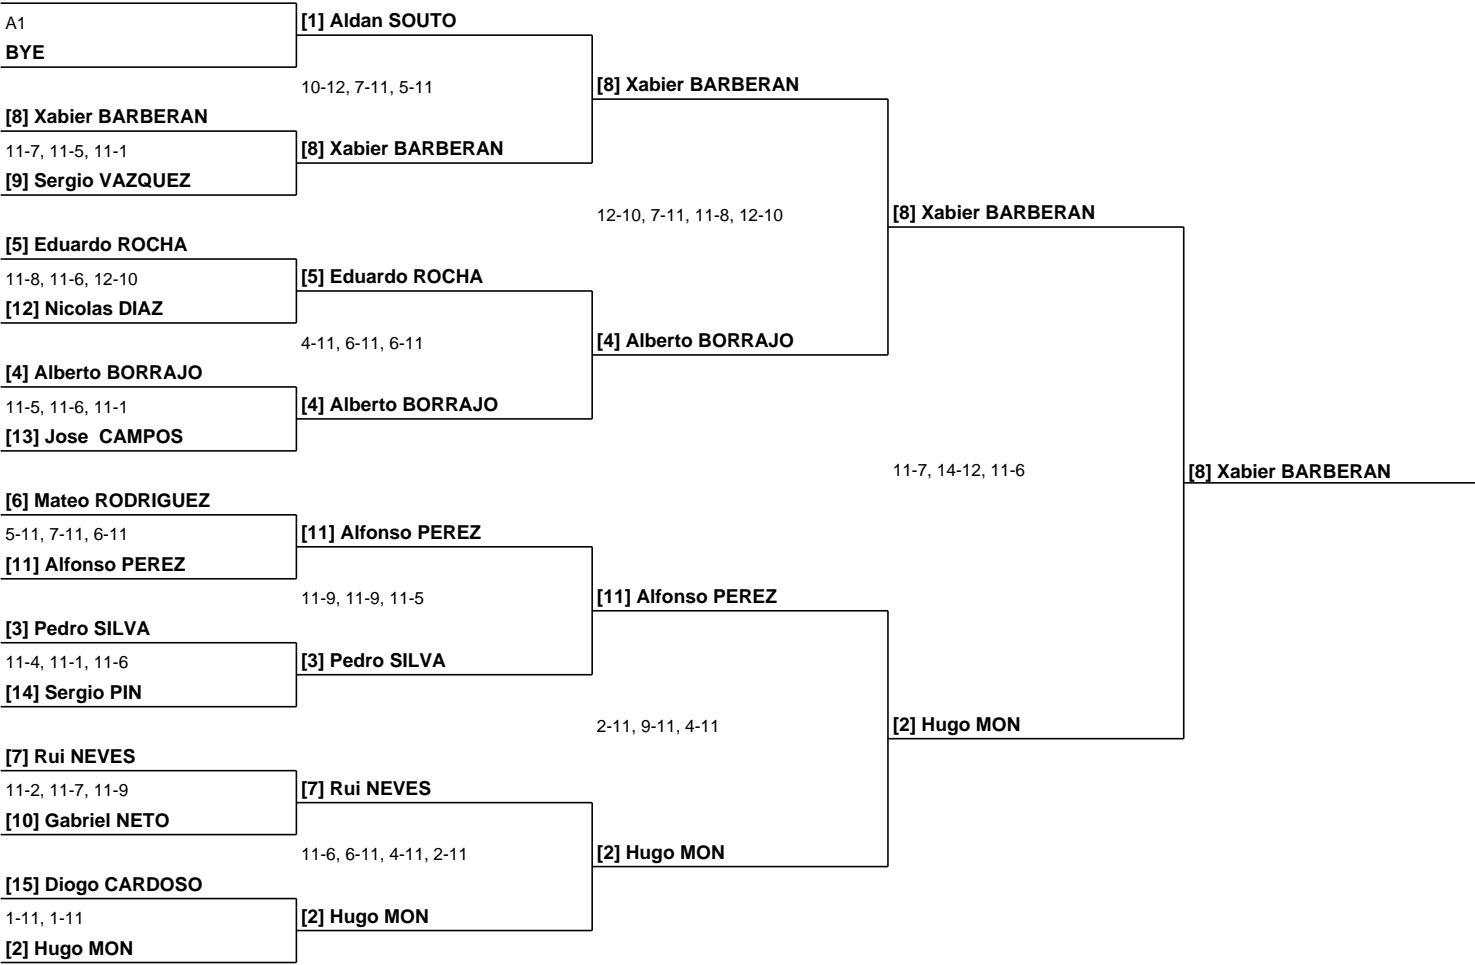 A1
BYE
[8] Xabier BARBERAN
11-7, 11-5, 11-1
[9] Sergio VAZQUEZ
[5] Eduardo ROCHA
11-8, 11-6, 12-10
[12] Nicolas DIAZ
[4] Alberto BORRAJO
11-5, 11-6, 11-1
[13] Jose  CAMPOS
[6] Mateo RODRIGUEZ
5-11, 7-11, 6-11
[11] Alfonso PEREZ
[3] Pedro SILVA
11-4, 11-1, 11-6
[14] Sergio PIN
[7] Rui NEVES
11-2, 11-7, 11-9
[10] Gabriel NETO
[15] Diogo CARDOSO
1-11, 1-11
[2] Hugo MON
[1] Aldan SOUTO
10-12, 7-11, 5-11
[8] Xabier BARBERAN
[5] Eduardo ROCHA
4-11, 6-11, 6-11
[4] Alberto BORRAJO
[11] Alfonso PEREZ
11-9, 11-9, 11-5
[3] Pedro SILVA
[7] Rui NEVES
11-6, 6-11, 4-11, 2-11
[2] Hugo MON
[8] Xabier BARBERAN
12-10, 7-11, 11-8, 12-10
[4] Alberto BORRAJO
[11] Alfonso PEREZ
2-11, 9-11, 4-11
[2] Hugo MON
[8] Xabier BARBERAN
11-7, 14-12, 11-6
[2] Hugo MON
[8] Xabier BARBERAN